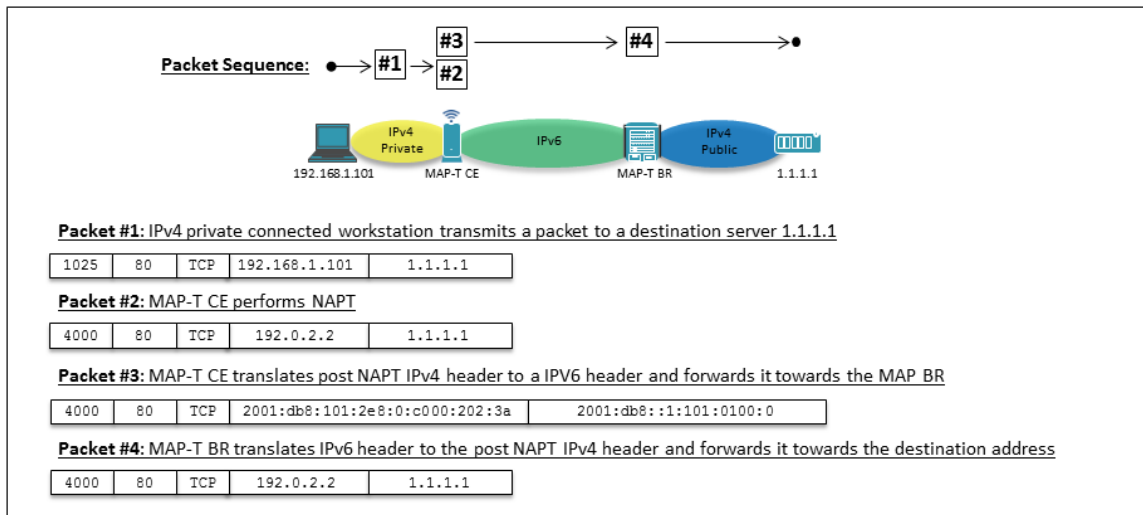 #3 #4
Packet Sequence: #1
#2
IPv4
Private
IPv6
IPv4
Public
192.168.1.101 MAP-T CE MAP-T BR 1.1.1.1
Packet #1: IPv4 private connected workstation transmits a packet to a destination server 1.1.1.1
1025 80 TCP 192.168.1.101 1.1.1.1
Packet #2: MAP-T CE performs NAPT
4000 80 TCP 192.0.2.2 1.1.1.1
Packet #3: MAP-T CE translates post NAPT IPv4 header to a IPV6 header and forwards it towards the MAP BR
4000 80 TCP 2001:db8:101:2e8:0:c000:202:3a 2001:db8::1:101:0100:0
Packet #4: MAP-T BR translates IPv6 header to the post NAPT IPv4 header and forwards it towards the destination address
4000 80 TCP 192.0.2.2 1.1.1.1